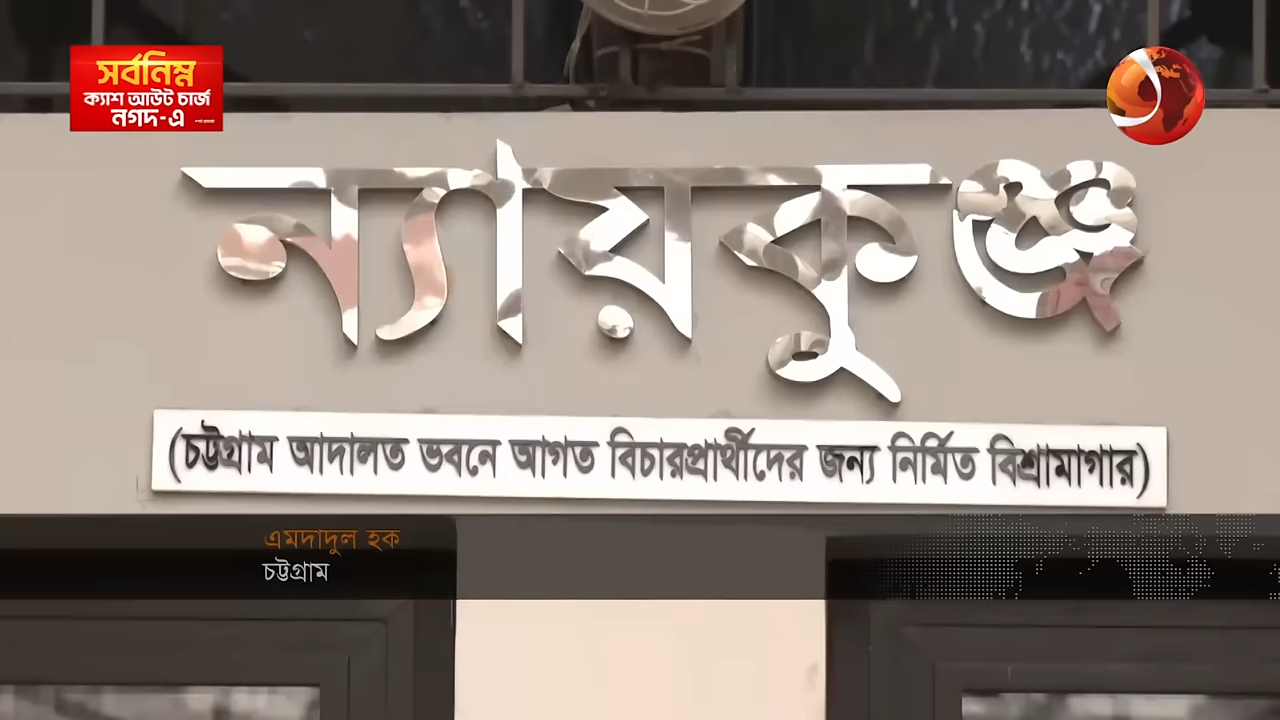 সর্বনিম্ন
ক্যাশ আউট চার্জ
নগদ-এ
ন্যায়কুঞ্জ
(চট্টগ্রাম আদালত ভবনে আগত বিচারপ্রার্থীদের জন্য নির্মিত বিশ্রামাগার)
এমদাদুল হক
চট্টগ্রাম